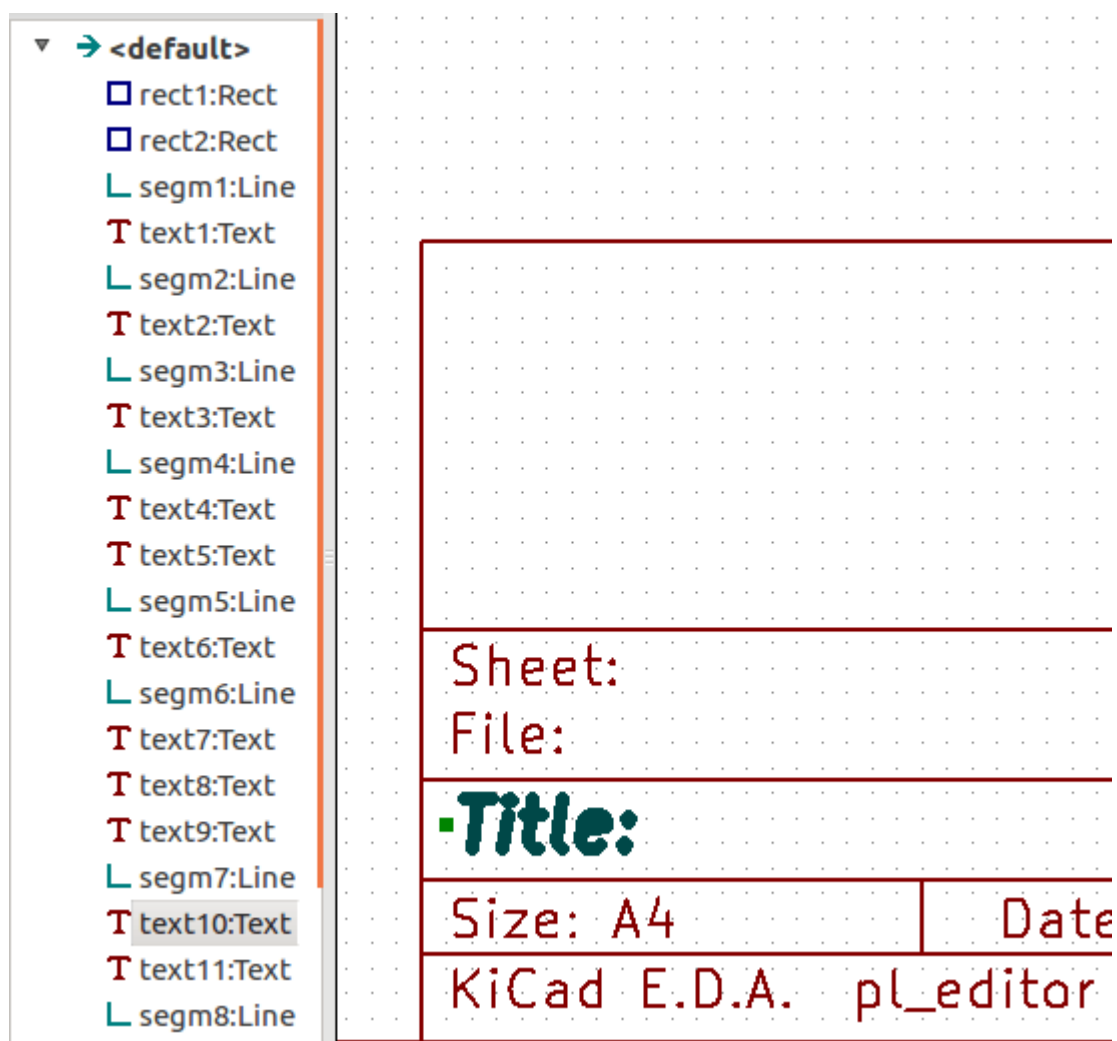 <default>
rect1:Rect
rect2:Rect
segm1:Line
text1:Text
segm2:Line
text2:Text
segm3:Line
text3:Text
segm4:Line
text4:Text
text5:Text
segm5:Line
text6:Text
segm6:Line
text7:Text
text8:Text
text9:Text
segm7:Line
text10:Text
text11:Text
segm8:Line
Sheet:
File:
Title:
Size: A4 Date
KiCad E.D.A. pl_editor